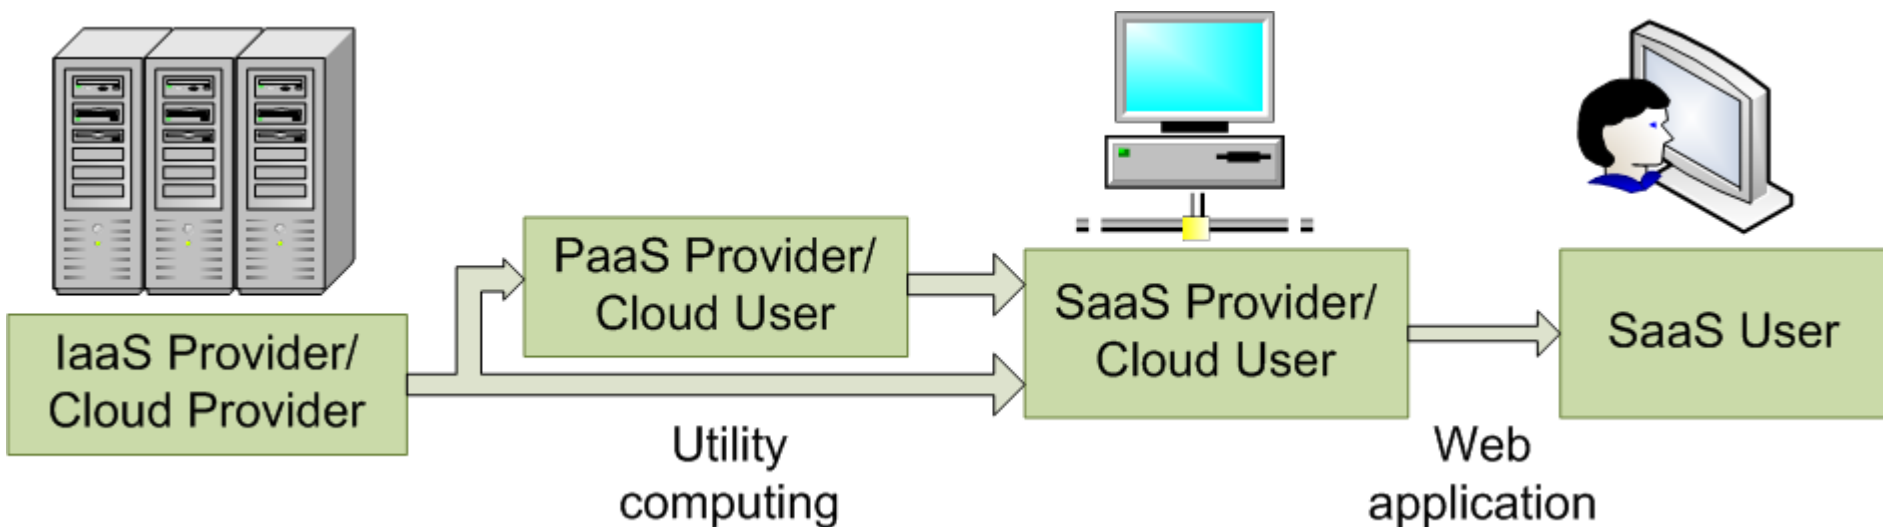 IaaS Provider/
Cloud Provider
PaaS Provider/
Cloud User
SaaS Provider/
Cloud User
SaaS User
Utility
computing
Web
application